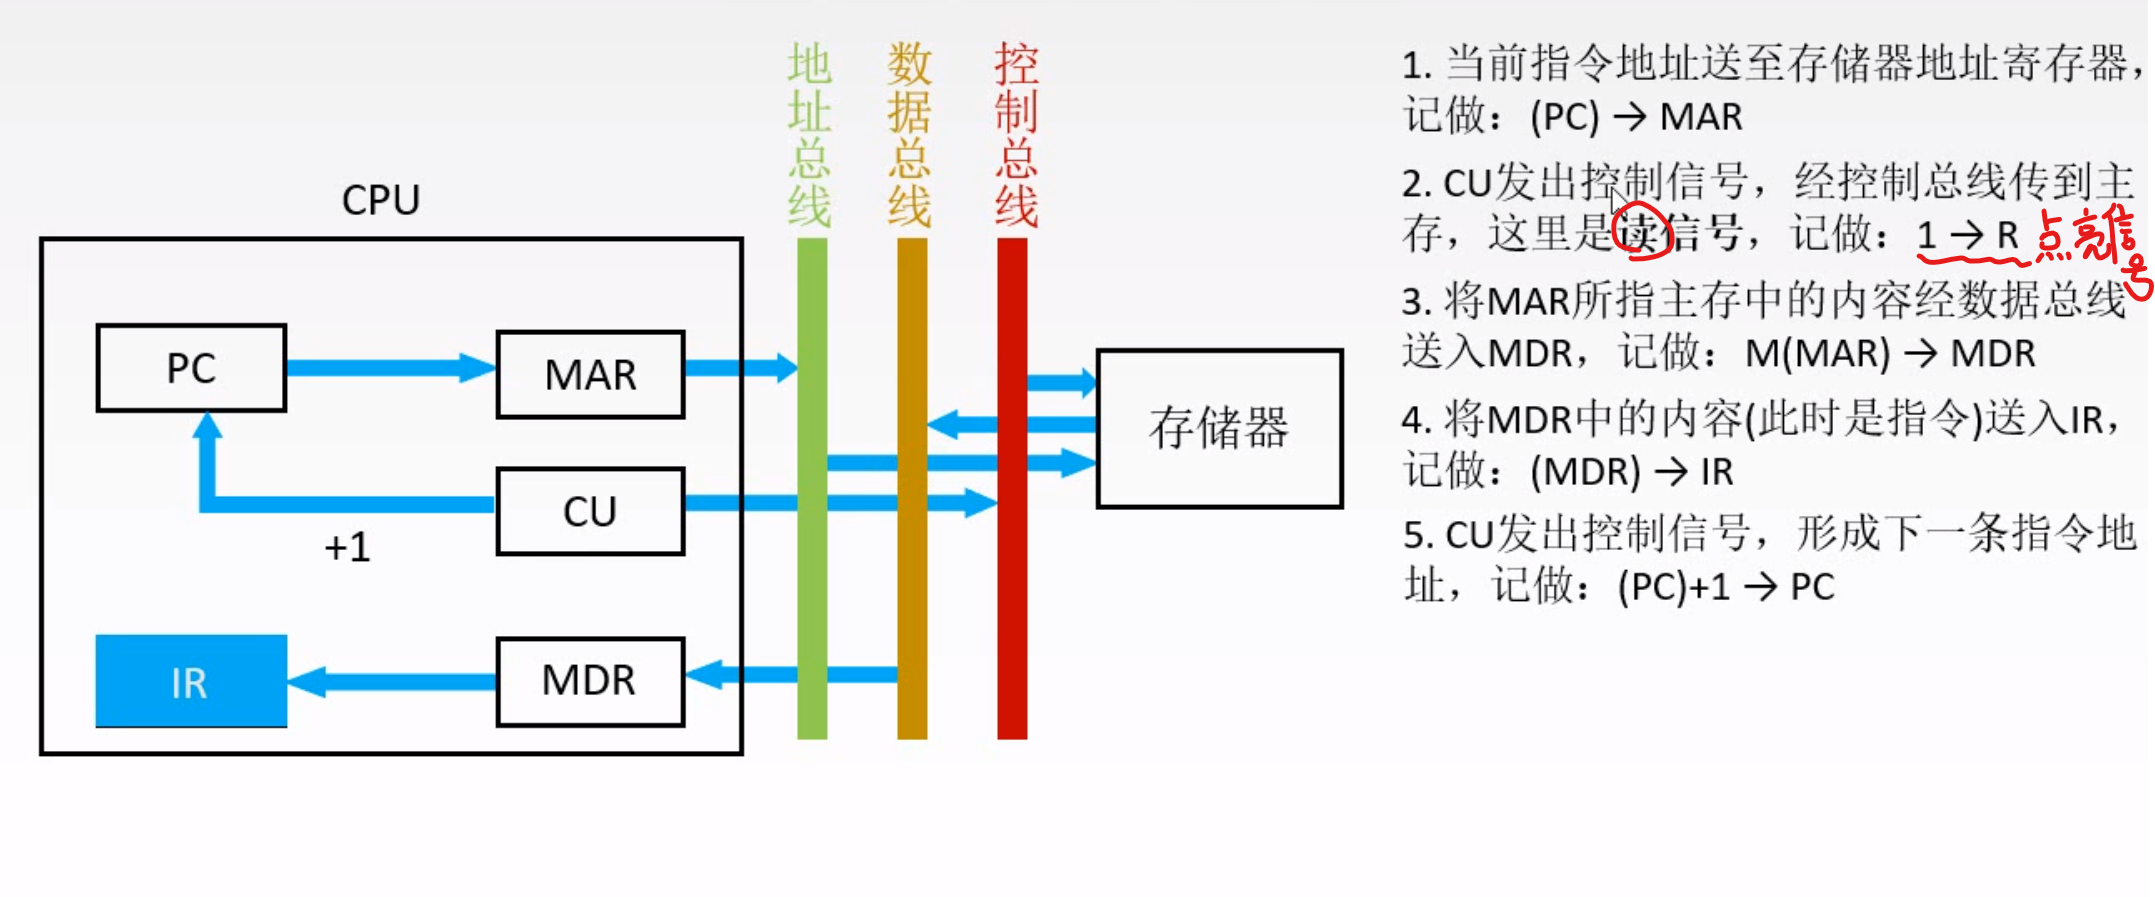 地址总线
数据总线
控制总线
CPU
PC
MAR
CU
+1
IR
MDR
存储器
1. 当前指令地址送至存储器地址寄存器，
记做：(PC) → MAR
2. CU发出控制信号，经控制总线传到主
存，这里是读信号，记做：1 → R 点亮信号
3. 将MAR所指主存中的内容经数据总线
送入MDR，记做：M(MAR) → MDR
4. 将MDR中的内容(此时是指令)送入IR，
记做：(MDR) → IR
5. CU发出控制信号，形成下一条指令地
址，记做：(PC)+1 → PC